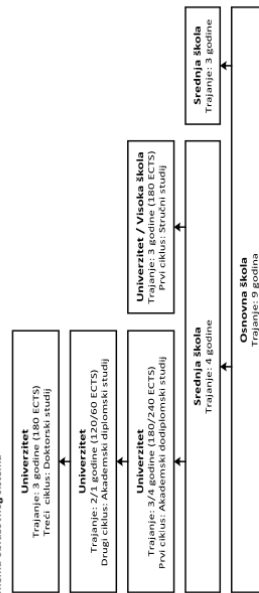 Univerzitet
Trajanje: 3 godine (180 ECTS)
Treći ciklus: Doktorski studij
Univerzitet
Trajanje: 2/1 godine (120/60 ECTS)
Drugi ciklus: Akademski diplomski studij
Univerzitet
Trajanje: 3/4 godine (180/240 ECTS)
Prvi ciklus: Akademski dodiplomski studij
Univerzitet / Visoka škola
Trajanje: 3 godine (180 ECTS)
Prvi ciklus: Stručni studij
Srednja škola
Trajanje: 4 godine
Srednja škola
Trajanje: 3 godine
Osnovna škola
Trajanje: 9 godina